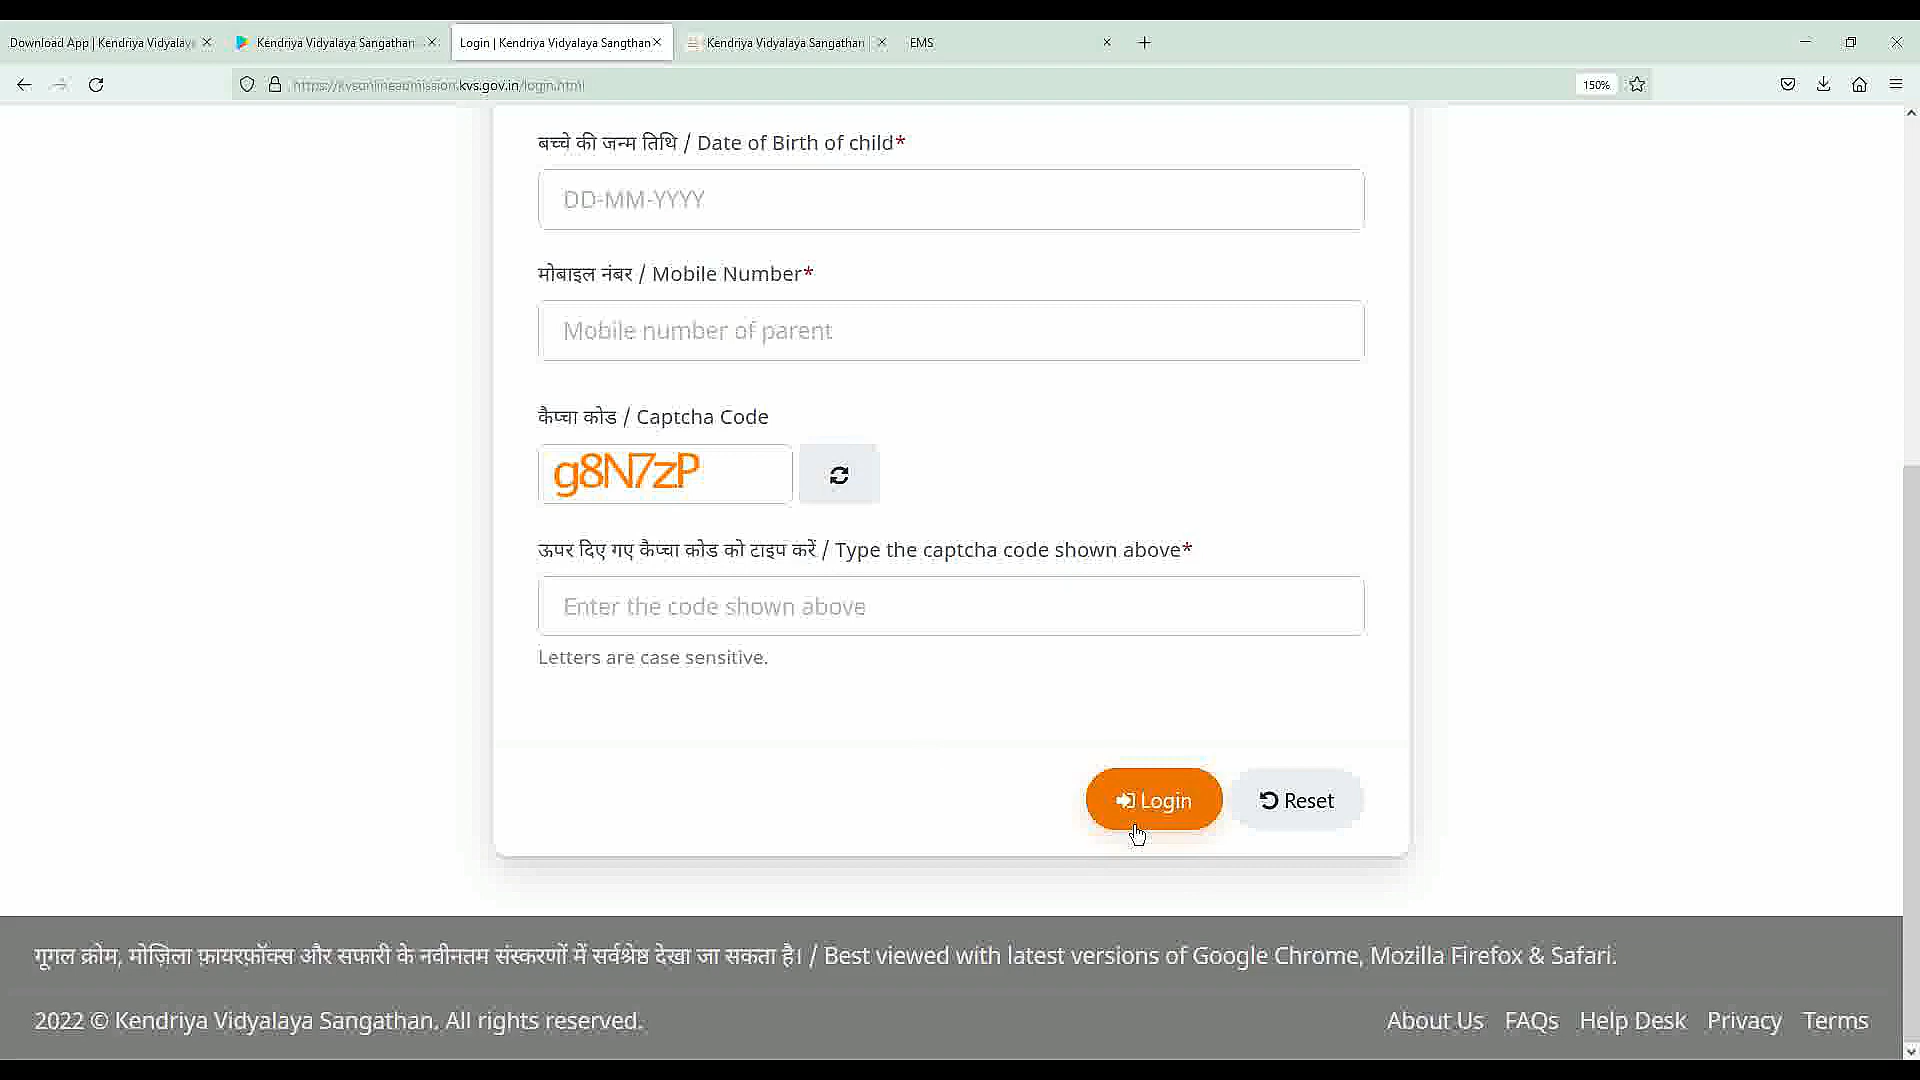 Download App | Kendriya Vidyalay
Kendriya Vidyalaya Sangathan
Login | Kendriya Vidyalaya Sangthan
Kendriya Vidyalaya Sangathan |
EMS
https://kvsonlineadmission.kvs.gov.in/login.html
150%
बच्चे की जन्म तिथि / Date of Birth of child*
DD-MM-YYYY
मोबाइल नंबर / Mobile Number*
Mobile number of parent
कैप्चा कोड / Captcha Code
g8N7zP
ऊपर दिए गए कैप्चा कोड को टाइप करें / Type the captcha code shown above*
Enter the code shown above
Letters are case sensitive.
Login
Reset
गूगल क्रोम, मोज़िला फ़ायरफ़ॉक्स और सफारी के नवीनतम संस्करणों में सर्वश्रेष्ठ देखा जा सकता है। / Best viewed with latest versions of Google Chrome, Mozilla Firefox & Safari.
2022 © Kendriya Vidyalaya Sangathan. All rights reserved.
About Us FAQs Help Desk Privacy Terms